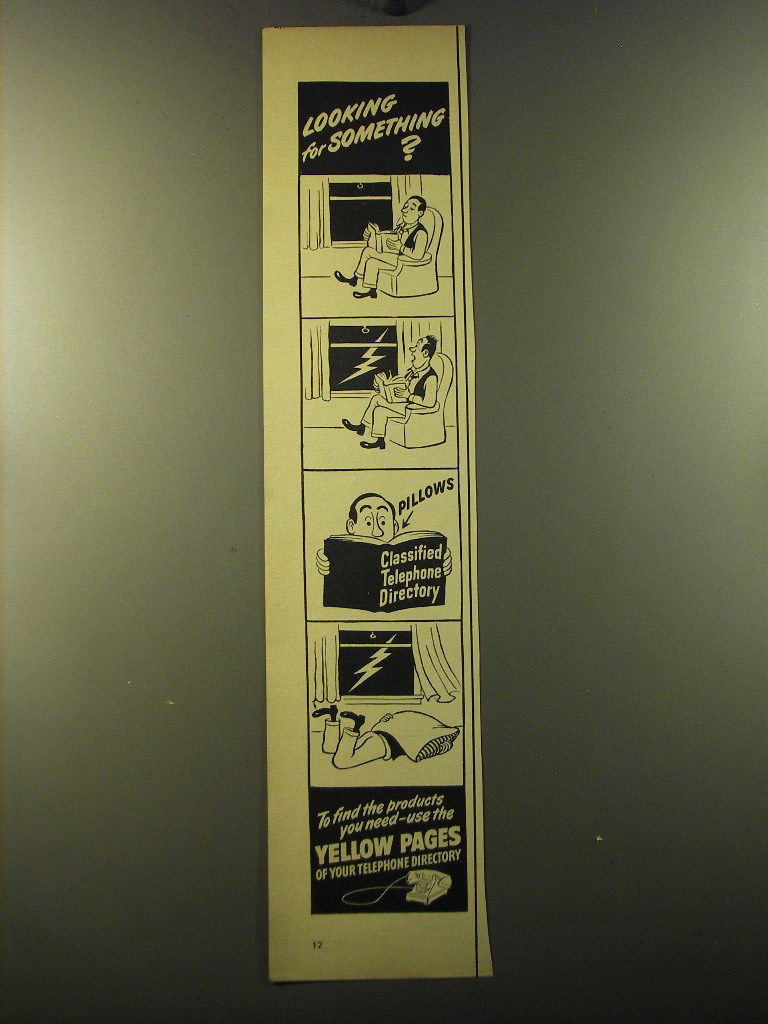 LOOKING
for SOMETHING
?
PILLOWS
Classified
Telephone
Directory
To find the products
you need-use the
YELLOW PAGES
OF YOUR TELEPHONE DIRECTORY
12